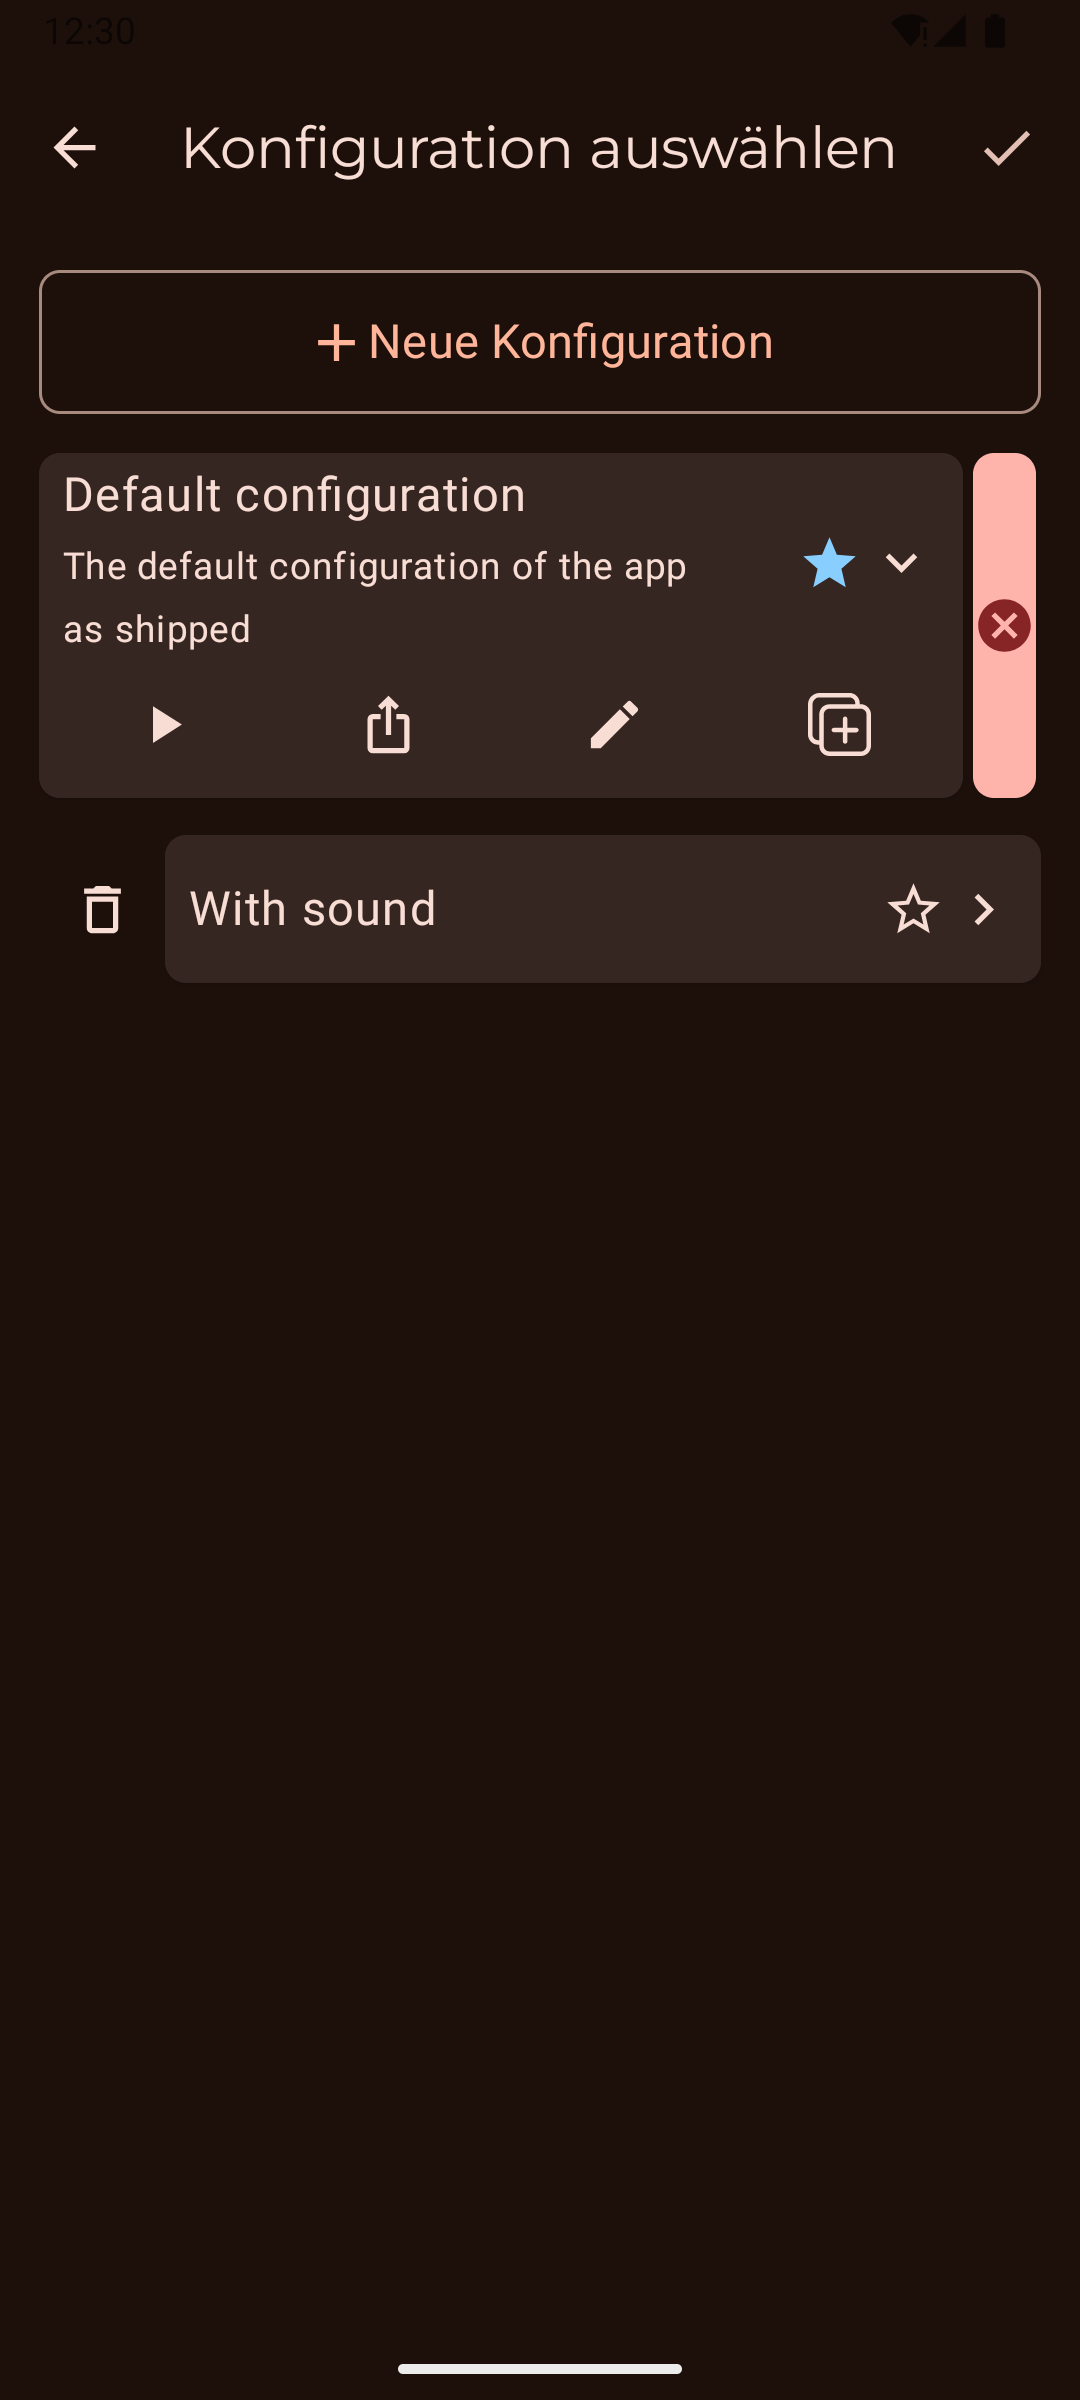 12:30
Konfiguration auswählen
Neue Konfiguration
Default configuration
The default configuration of the app
as shipped
With sound